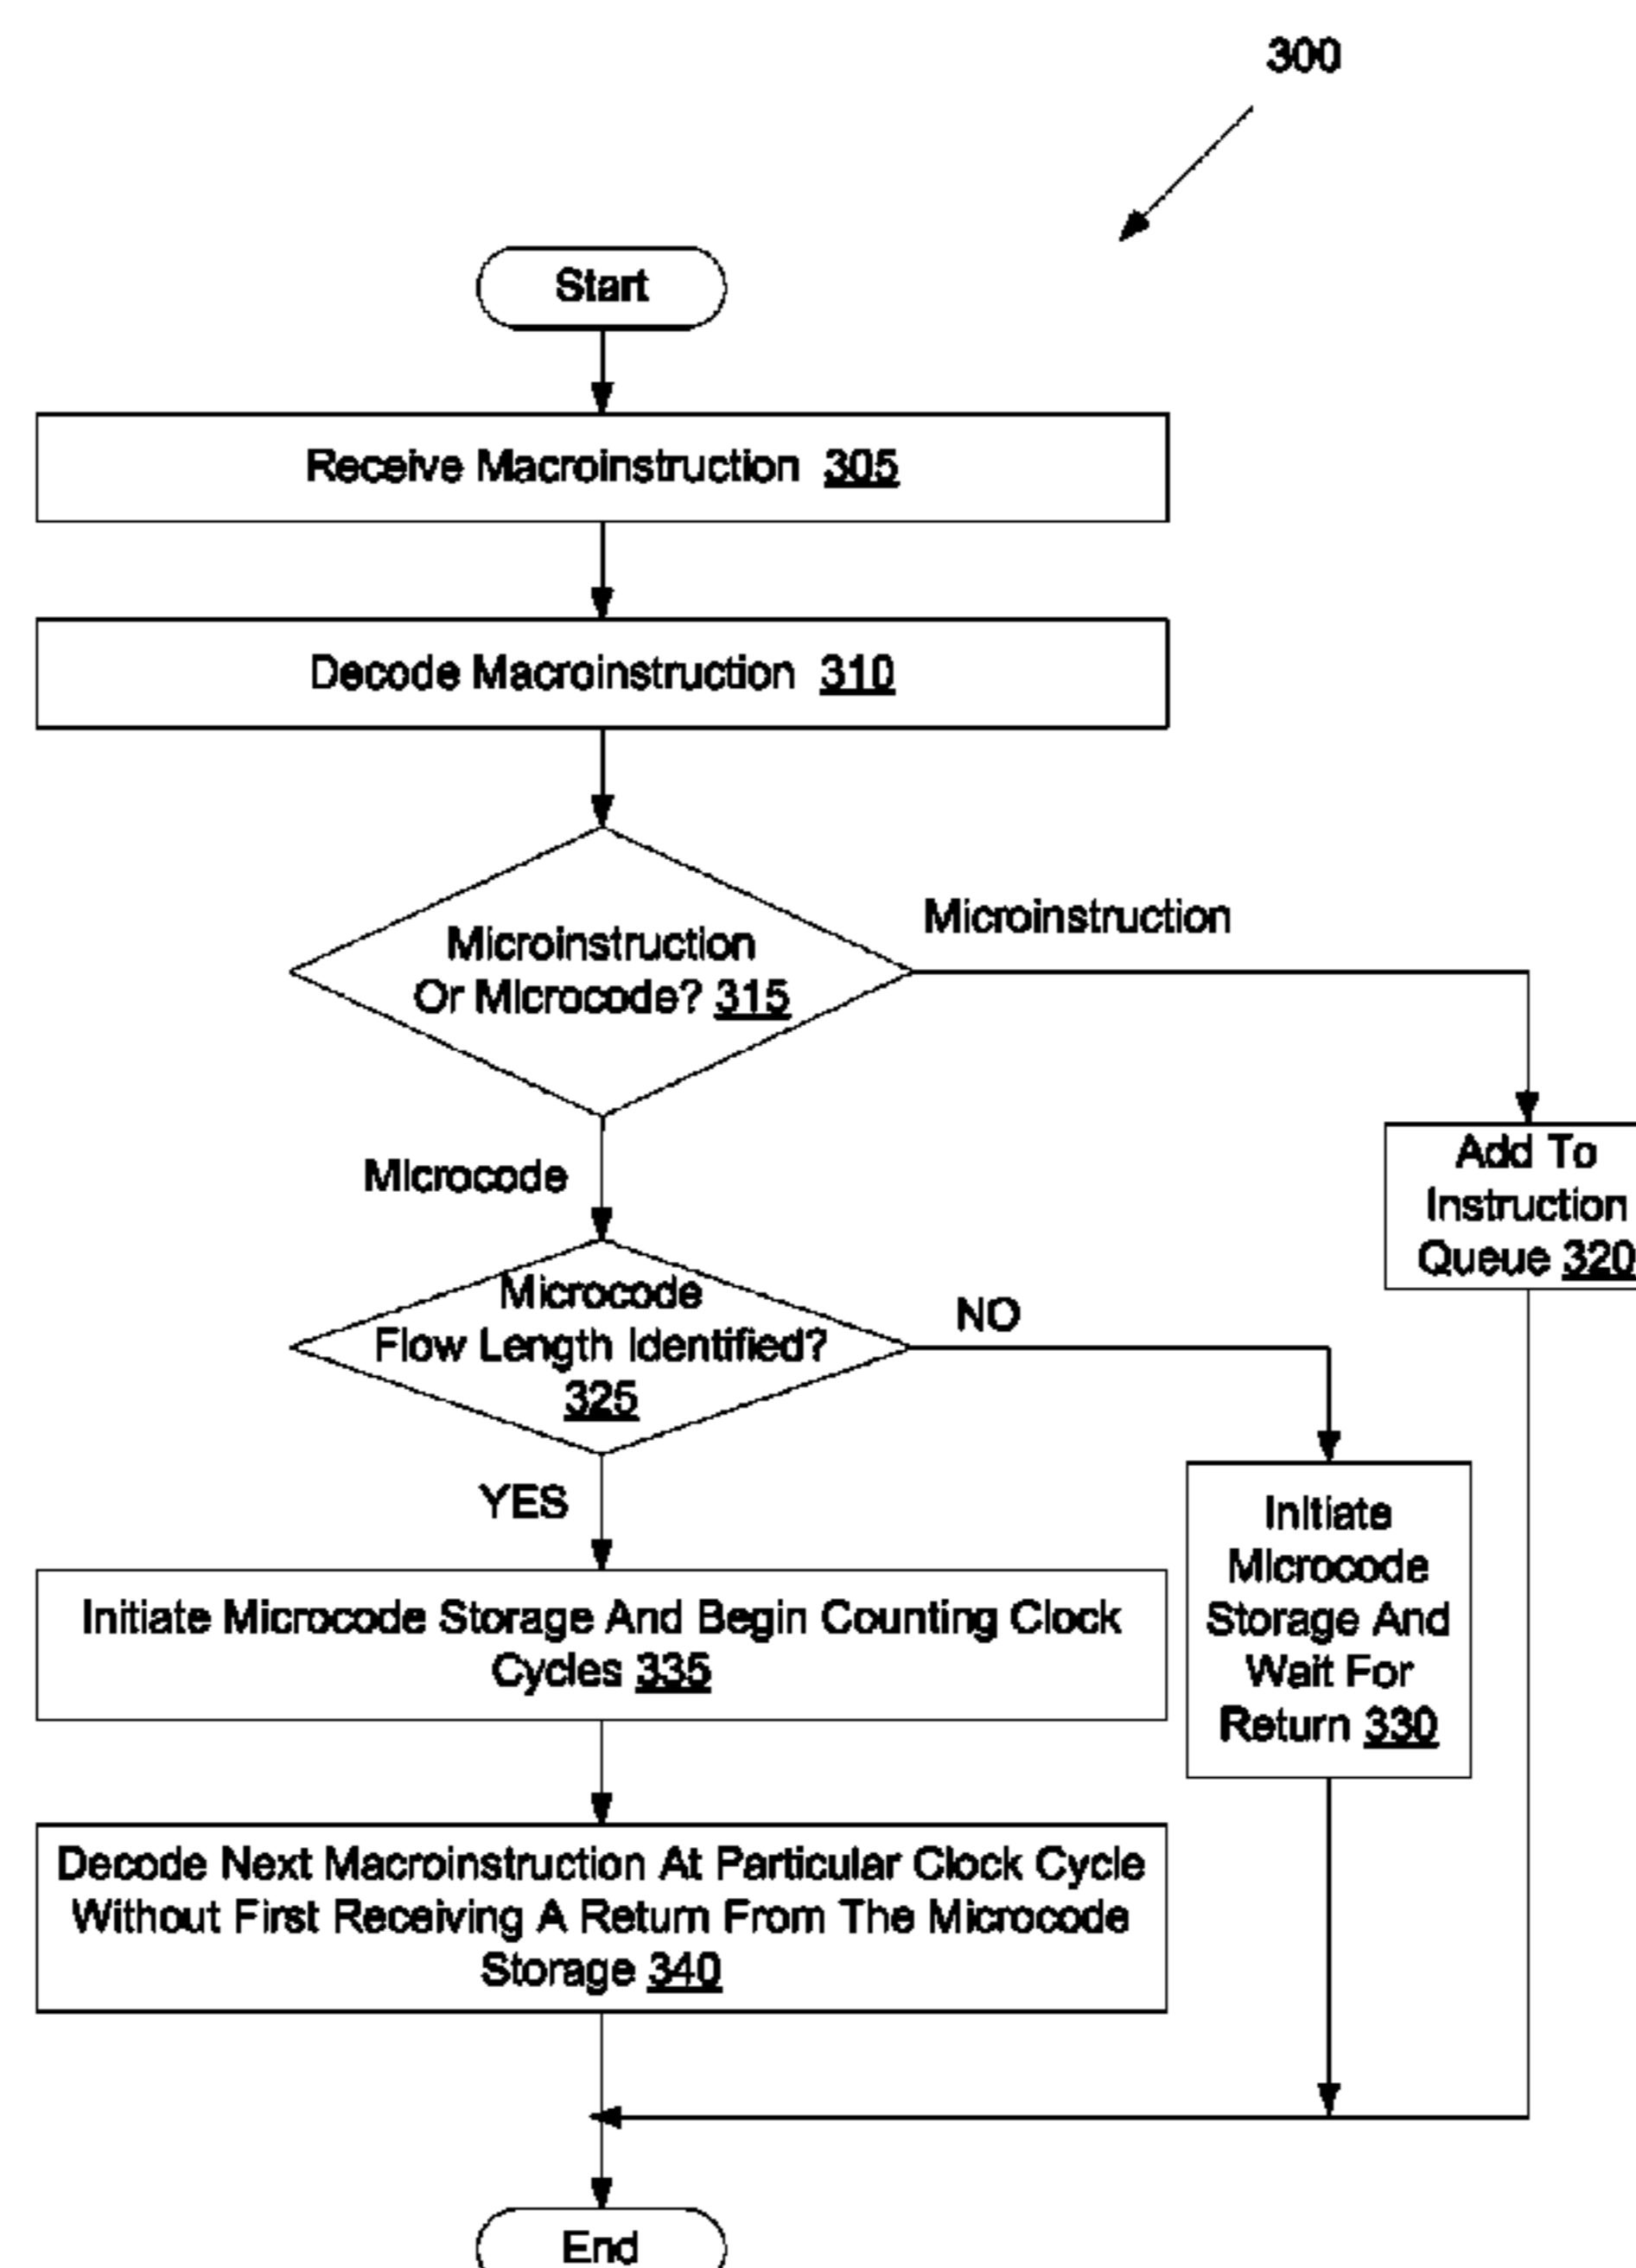 300
Start
Receive Macroinstruction 305
Decode Macroinstruction 310
Microinstruction
Or Microcode? 315
Microinstruction
Microcode
Add To
Instruction
Queue 320
Microcode
Flow Length Identified?
325
NO
YES
Initiate
Microcode
Storage And
Wait For
Return 330
Initiate Microcode Storage And Begin Counting Clock
Cycles 335
Decode Next Macroinstruction At Particular Clock Cycle
Without First Receiving A Return From The Microcode
Storage 340
End